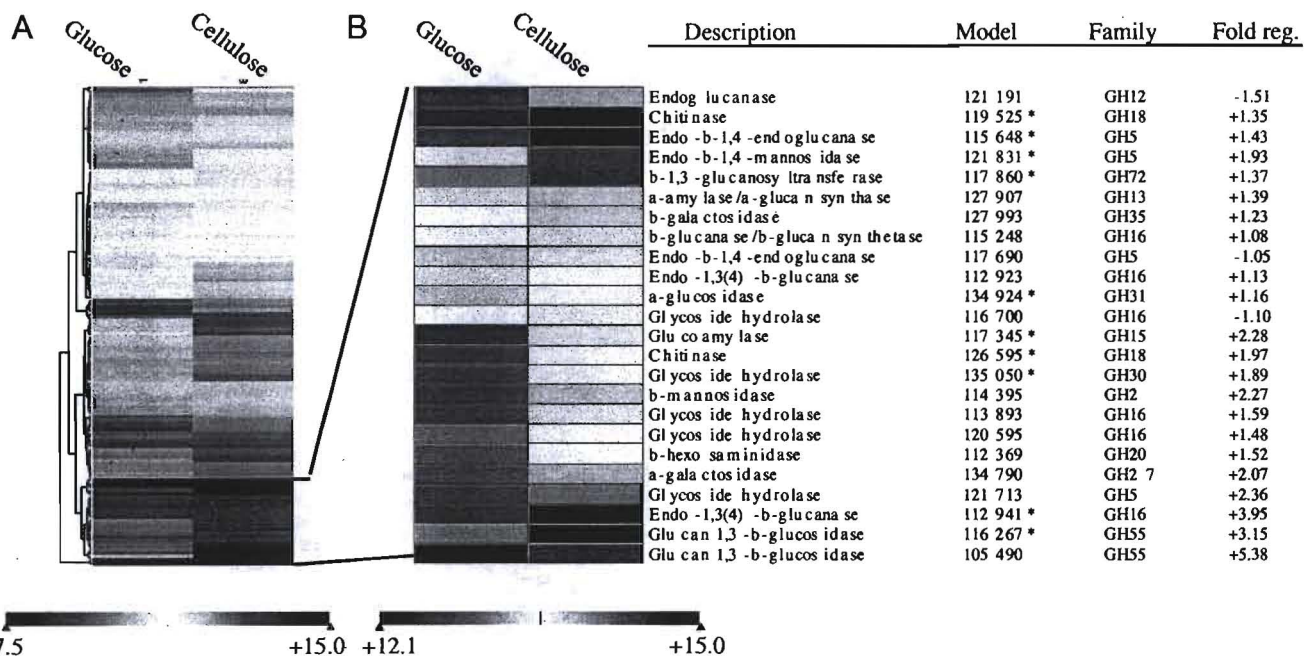 A Glucose Cellulose B Glucose Cellulose Description Model Family Fold reg.
Endog lucanase 121 191 GH12 -1.51
Chitinase 119 525 * GH18 +1.35
Endo-b-1,4-endoglucanase 115 648 * GH5 +1.43
Endo-b-1,4-mannosidase 121 831 * GH5 +1.93
b-1,3-glucanosyltransferase 117 860 * GH72 +1.37
a-amylase/a-glucan synthase 127 907 GH13 +1.39
b-galactosidase 127 993 GH35 +1.23
b-glucanase/b-glucan synthetase 115 248 GH16 +1.08
Endo-b-1,4-endoglucanase 117 690 GH5 -1.05
Endo-1,3(4)-b-glucanase 112 923 GH16 +1.13
a-glucosidase 134 924 * GH31 +1.16
Glycoside hydrolase 116 700 GH16 -1.10
Glucoamylase 117 345 * GH15 +2.28
Chitinase 126 595 * GH18 +1.97
Glycoside hydrolase 135 050 * GH30 +1.89
b-mannosidase 114 395 GH2 +2.27
Glycoside hydrolase 113 893 GH16 +1.59
Glycoside hydrolase 120 595 GH16 +1.48
b-hexosaminidase 112 369 GH20 +1.52
a-galactosidase 134 790 GH2 7 +2.07
Glycoside hydrolase 121 713 GH5 +2.36
Endo-1,3(4)-b-glucanase 112 941 * GH16 +3.95
Glucan 1,3-b-glucosidase 116 267 * GH55 +3.15
Glucan 1,3-b-glucosidase 105 490 GH55 +5.38
7.5 +15.0 +12.1 +15.0